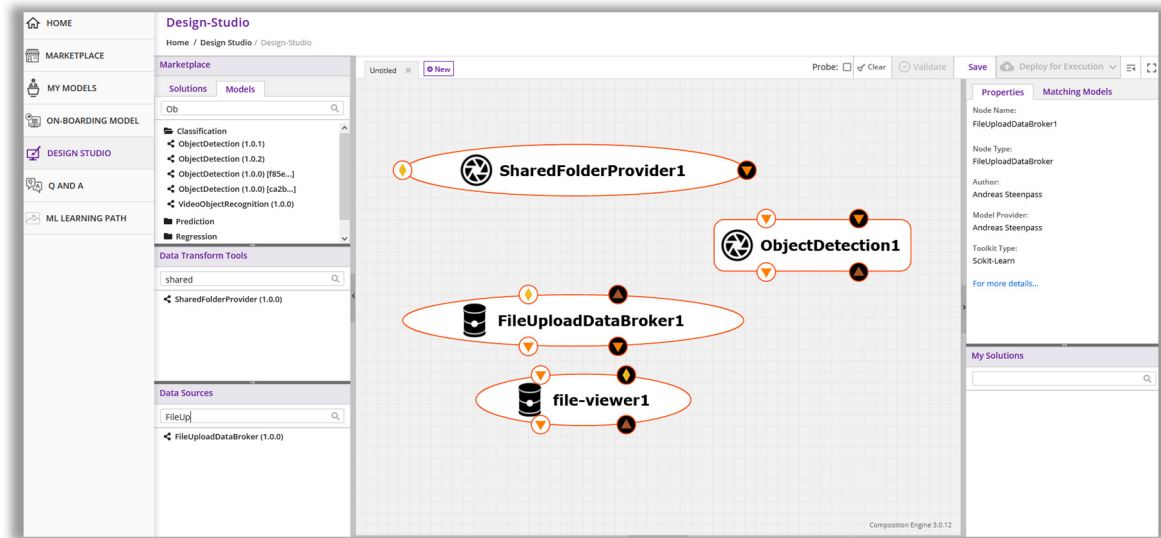 HOME
MARKETPLACE
MY MODELS
ON-BOARDING MODEL
DESIGN STUDIO
Q AND A
ML LEARNING PATH
Design-Studio
Home / Design Studio / Design-Studio
Marketplace
Solutions Models
Ob
Classification
ObjectDetection (1.0.1)
ObjectDetection (1.0.2)
ObjectDetection (1.0.0) [f85e...]
ObjectDetection (1.0.0) [ca2b...]
VideoObjectRecognition (1.0.0)
Prediction
Regression
Data Transform Tools
shared
SharedFolderProvider (1.0.0)
Data Sources
FileUp
FileUploadDataBroker (1.0.0)
Untitled × New
Probe: Clear Validate Save Deploy for Execution
SharedFolderProvider1
ObjectDetection1
FileUploadDataBroker1
file-viewer1
Composition Engine 3.0.12
Properties Matching Models
Node Name:
FileUploadDataBroker1
Node Type:
FileUploadDataBroker
Author:
Andreas Steenpass
Model Provider:
Andreas Steenpass
Toolkit Type:
Scikit-Learn
For more details...
My Solutions